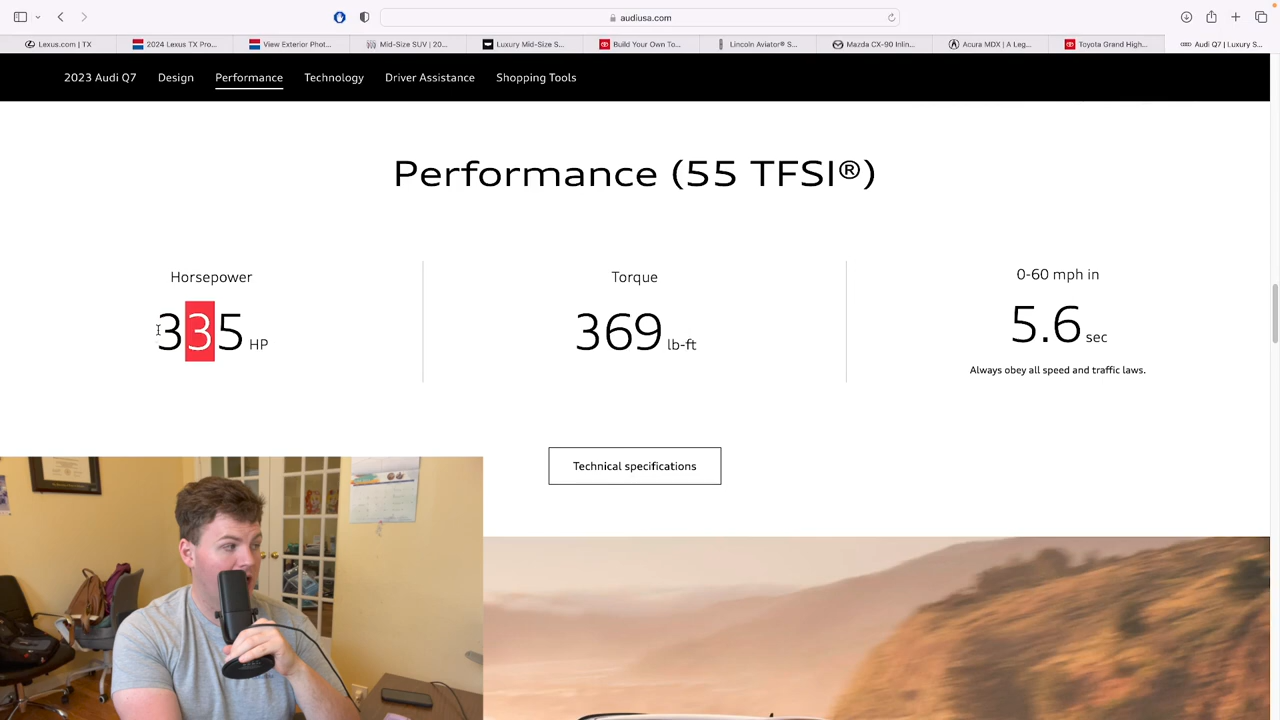 audiusa.com
Lexus.com | TX
2024 Lexus TX Pro...
View Exterior Phot...
Mid-Size SUV | 20...
Luxury Mid-Size S...
Build Your Own To...
Lincoln Aviator® S...
Mazda CX-90 Inlin...
Acura MDX | A Leg...
Toyota Grand High...
Audi Q7 | Luxury S...
2023 Audi Q7 Design Performance Technology Driver Assistance Shopping Tools
Performance (55 TFSI®)
Horsepower
335 HP
Torque
369 lb-ft
0-60 mph in
5.6 sec
Always obey all speed and traffic laws.
Technical specifications